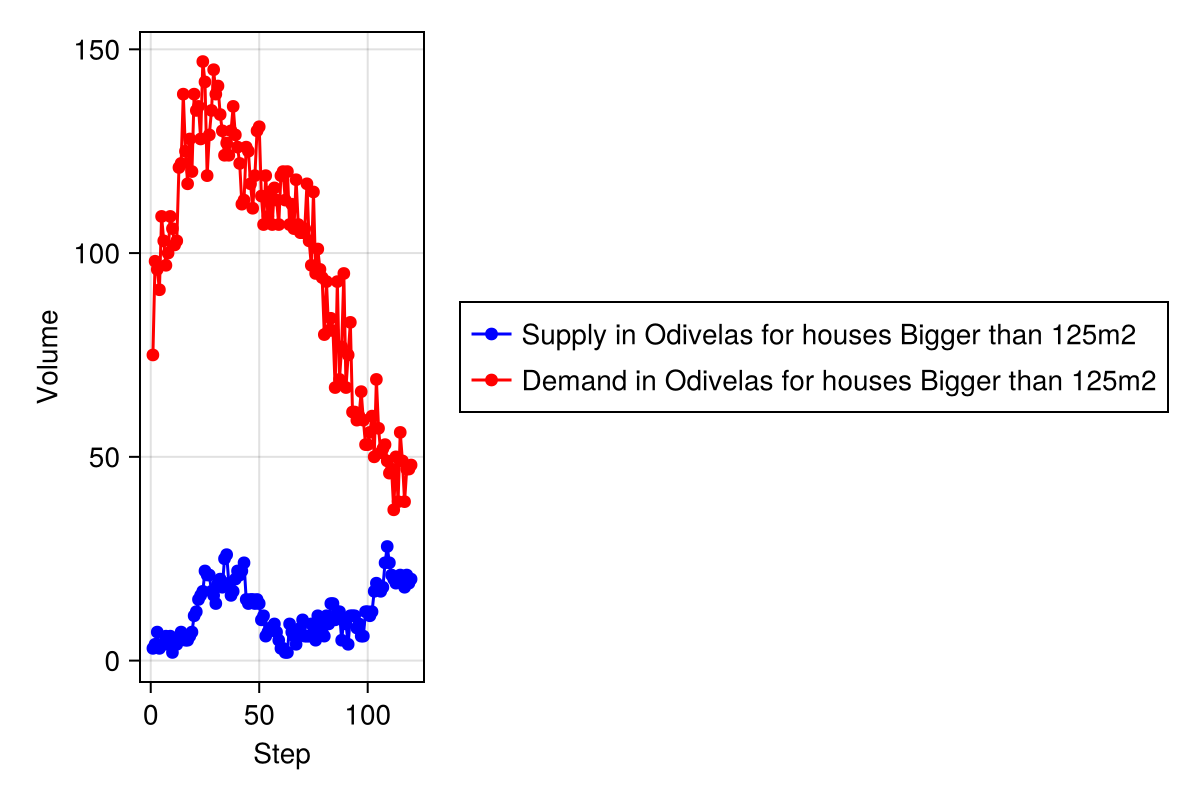 150
100
50
0
Volume
0 50 100
Step
Supply in Odivelas for houses Bigger than 125m2
Demand in Odivelas for houses Bigger than 125m2